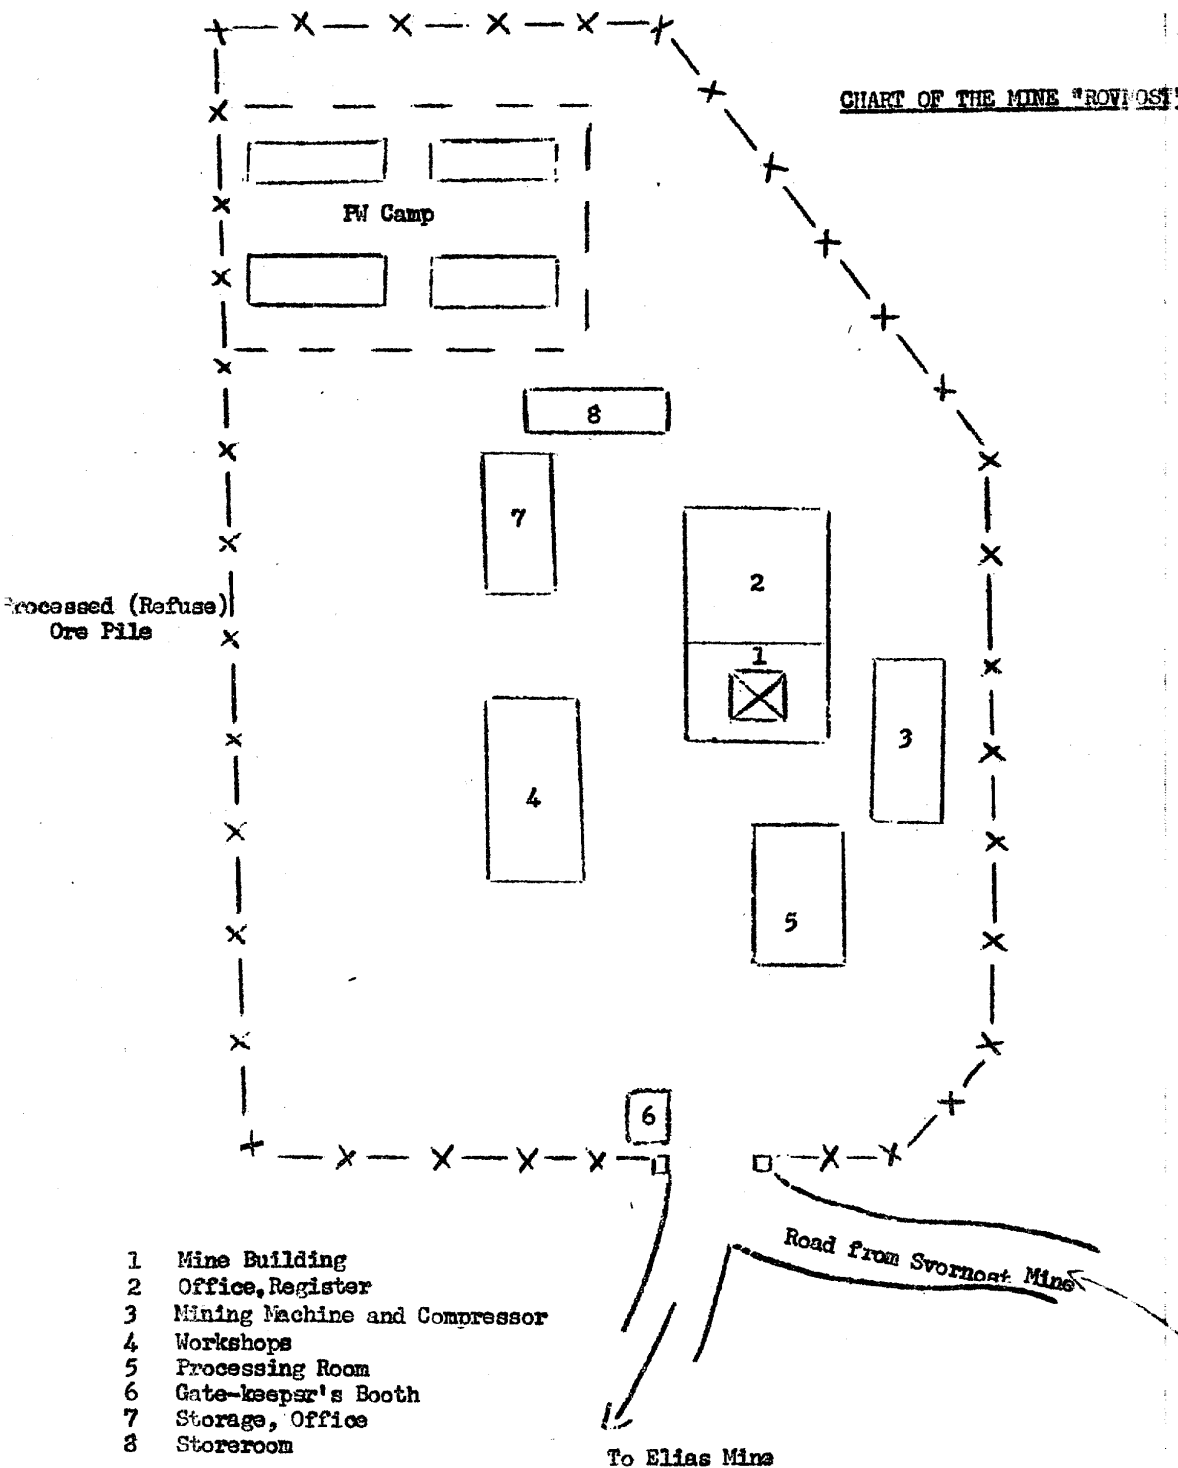 CHART OF THE MINE "ROVNOST"
PW Camp
8
7
2
1
Processed (Refuse)
Ore Pile
3
4
5
6
Road from Svornost Mine
1 Mine Building
2 Office,Register
3 Mining Machine and Compressor
4 Workshops
5 Processing Room
6 Gate-keeper's Booth
7 Storage, Office
8 Storeroom
To Elias Mine